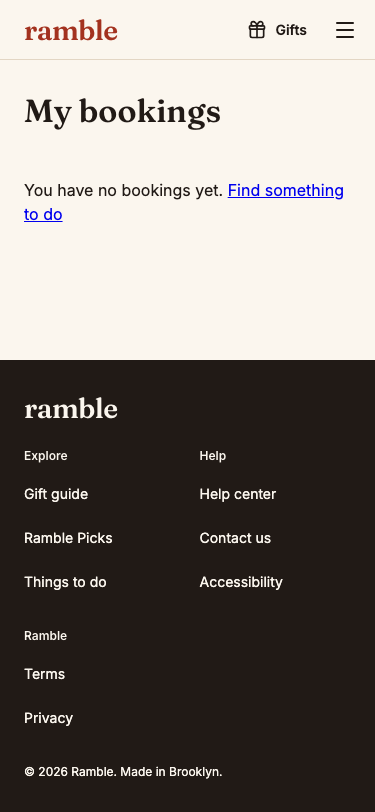 ramble
Gifts
My bookings
You have no bookings yet. Find something
to do
ramble
Explore
Gift guide
Ramble Picks
Things to do
Help
Help center
Contact us
Accessibility
Ramble
Terms
Privacy
© 2026 Ramble. Made in Brooklyn.